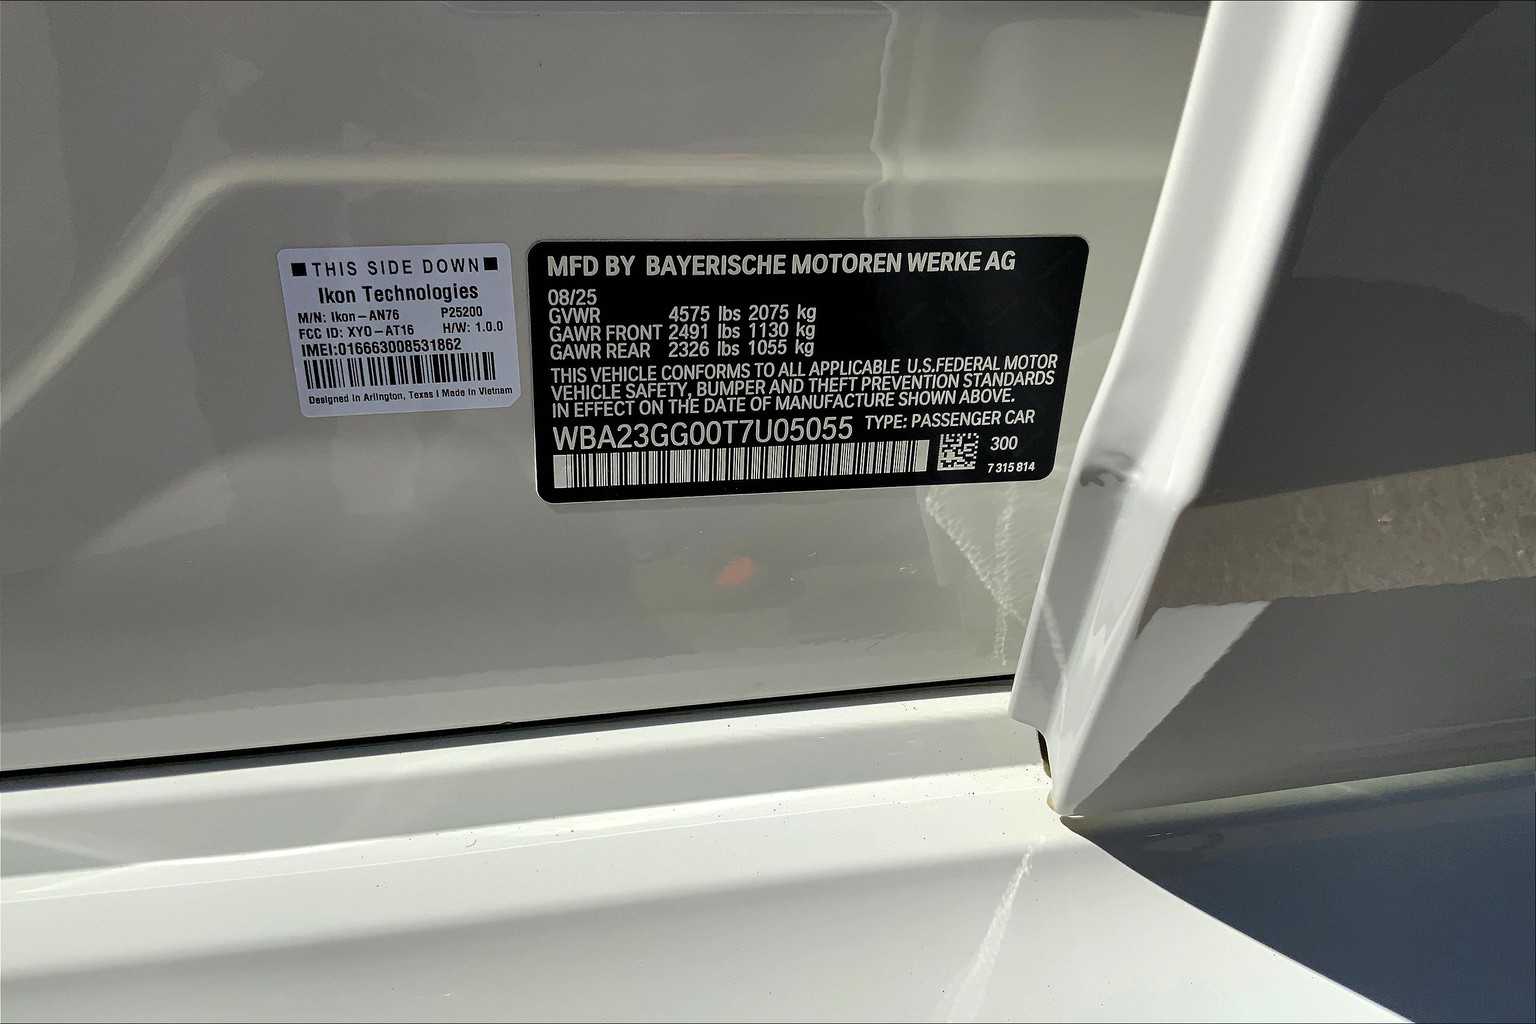 THIS SIDE DOWN
Ikon Technologies
M/N: Ikon-AN76 P25200
FCC ID: XYO-AT16 H/W: 1.0.0
IMEI:016663008531862
Designed in Arlington, Texas | Made in Vietnam
MFD BY BAYERISCHE MOTOREN WERKE AG
08/25
GVWR 4575 lbs 2075 kg
GAWR FRONT 2491 lbs 1130 kg
GAWR REAR 2326 lbs 1055 kg
THIS VEHICLE CONFORMS TO ALL APPLICABLE U.S.FEDERAL MOTOR
VEHICLE SAFETY, BUMPER AND THEFT PREVENTION STANDARDS
IN EFFECT ON THE DATE OF MANUFACTURE SHOWN ABOVE.
WBA23GG00T7U05055 TYPE: PASSENGER CAR
300
7 315 814